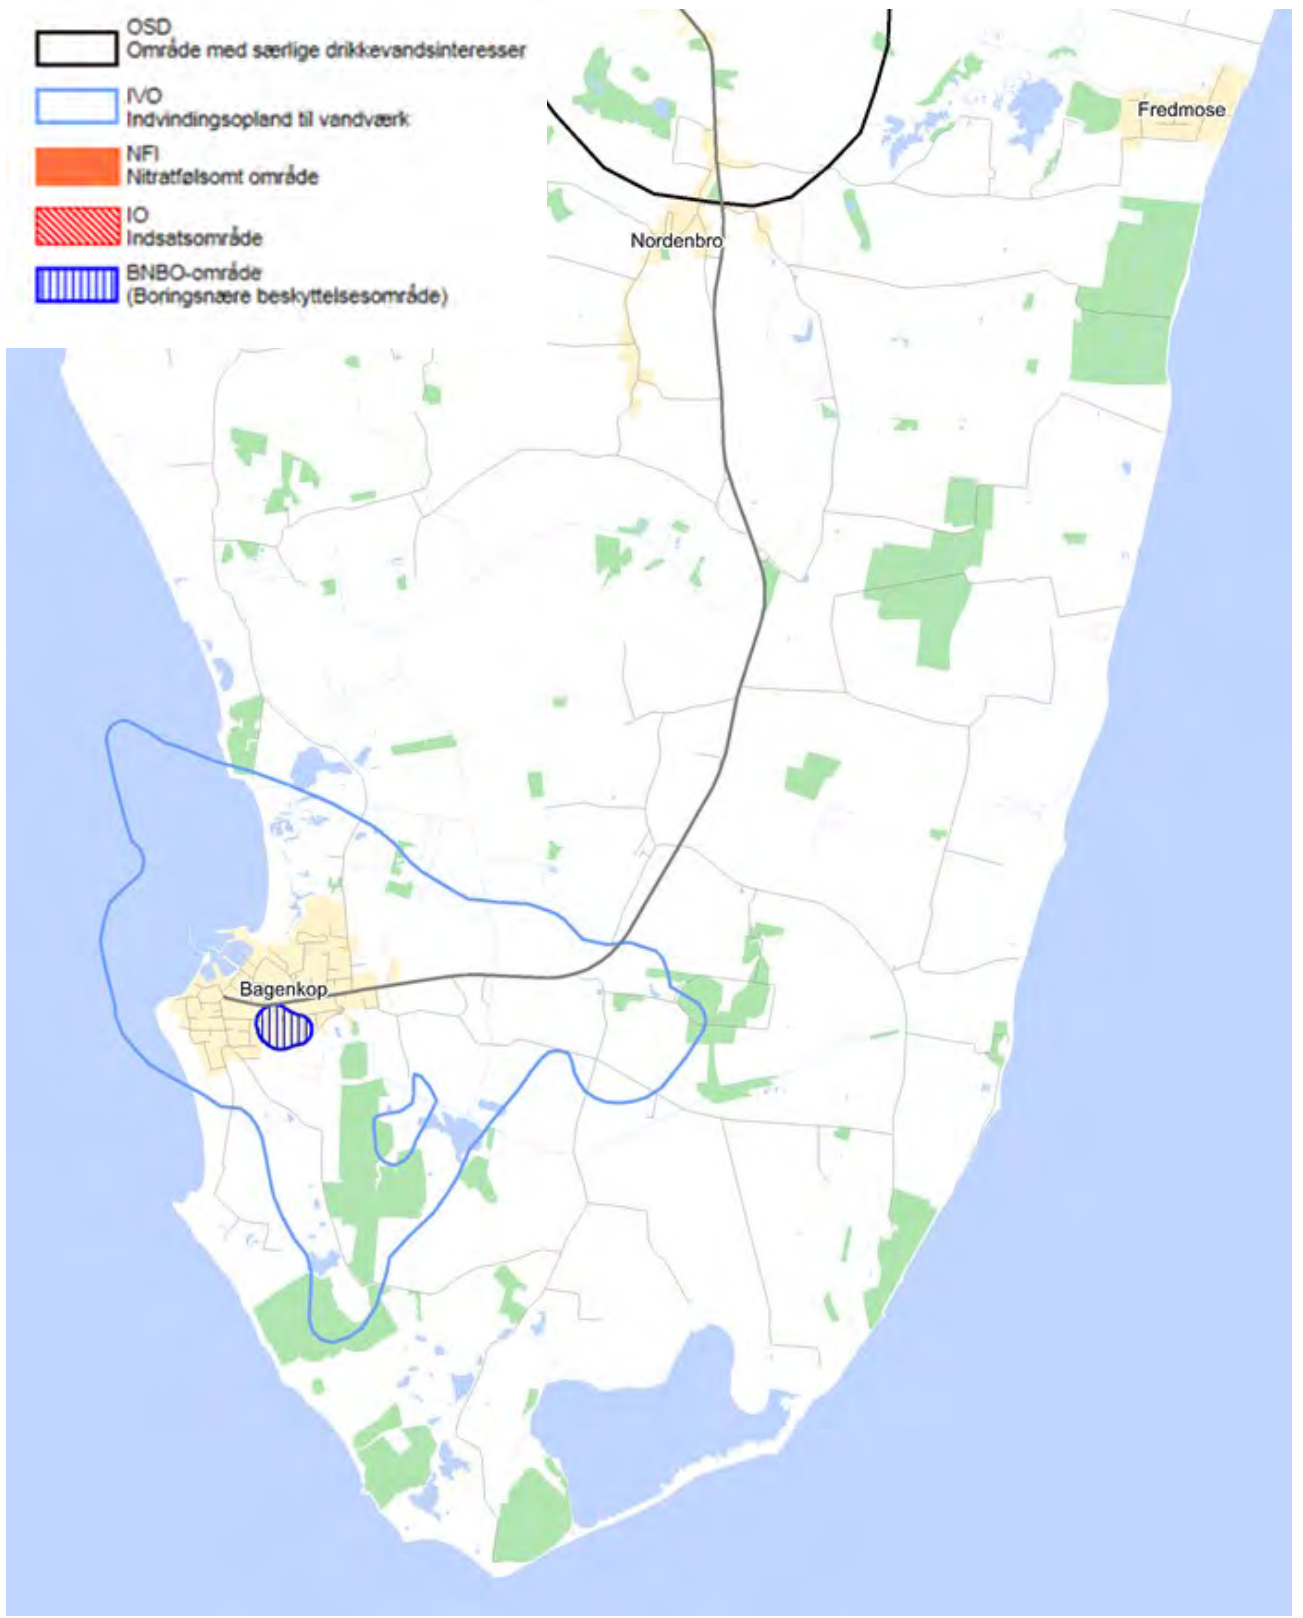 OSD
Område med særlige drikkevandsinteresser
IVO
Indvindingsopland til vandværk
NFI
Nitratfølsomt område
IO
Indsatsområde
BNBO-område
(Boringsnære beskyttelsesområde)
Fredmose
Nordenbro
Bagenkop